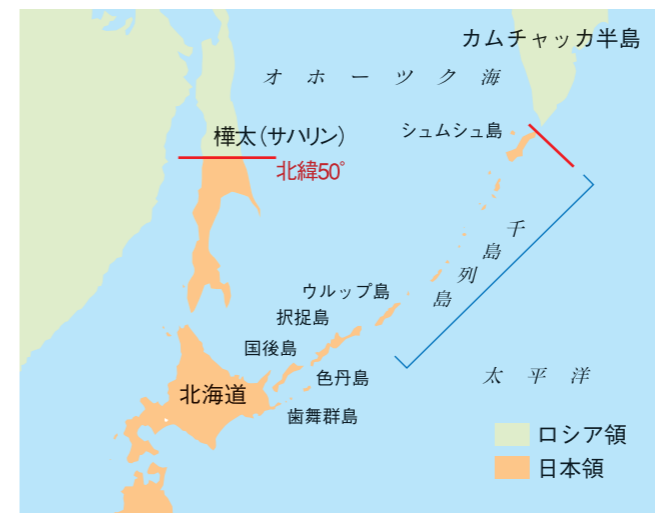 カムチャッカ半島
オホーツク海
シュムシュ島
樺太（サハリン）
北緯50°
千島列島
ウルップ島
択捉島
国後島
色丹島
北海道
歯舞群島
太平洋
ロシア領
日本領